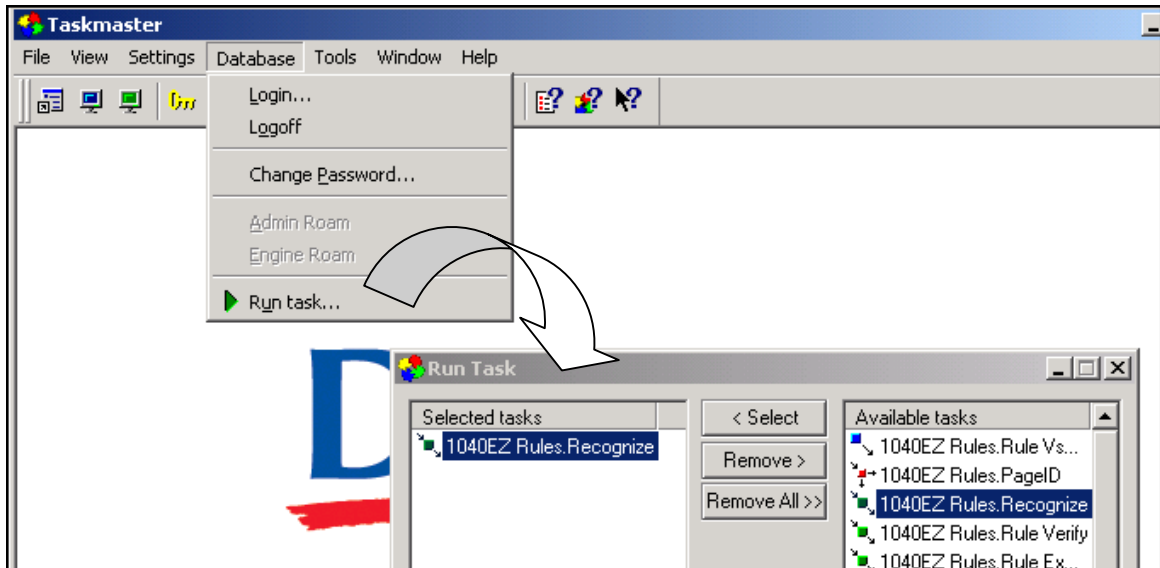 Taskmaster
File View Settings Database Tools Window Help
Login...
Logoff
Change Password...
Admin Roam
Engine Roam
Run task...
D
Run Task
Selected tasks
1040EZ Rules.Recognize
< Select
Remove >
Remove All >>
Available tasks
1040EZ Rules.Rule Vs...
1040EZ Rules.PageID
1040EZ Rules.Recognize
1040EZ Rules.Rule Verify
1040EZ Rules.Rule Ex...